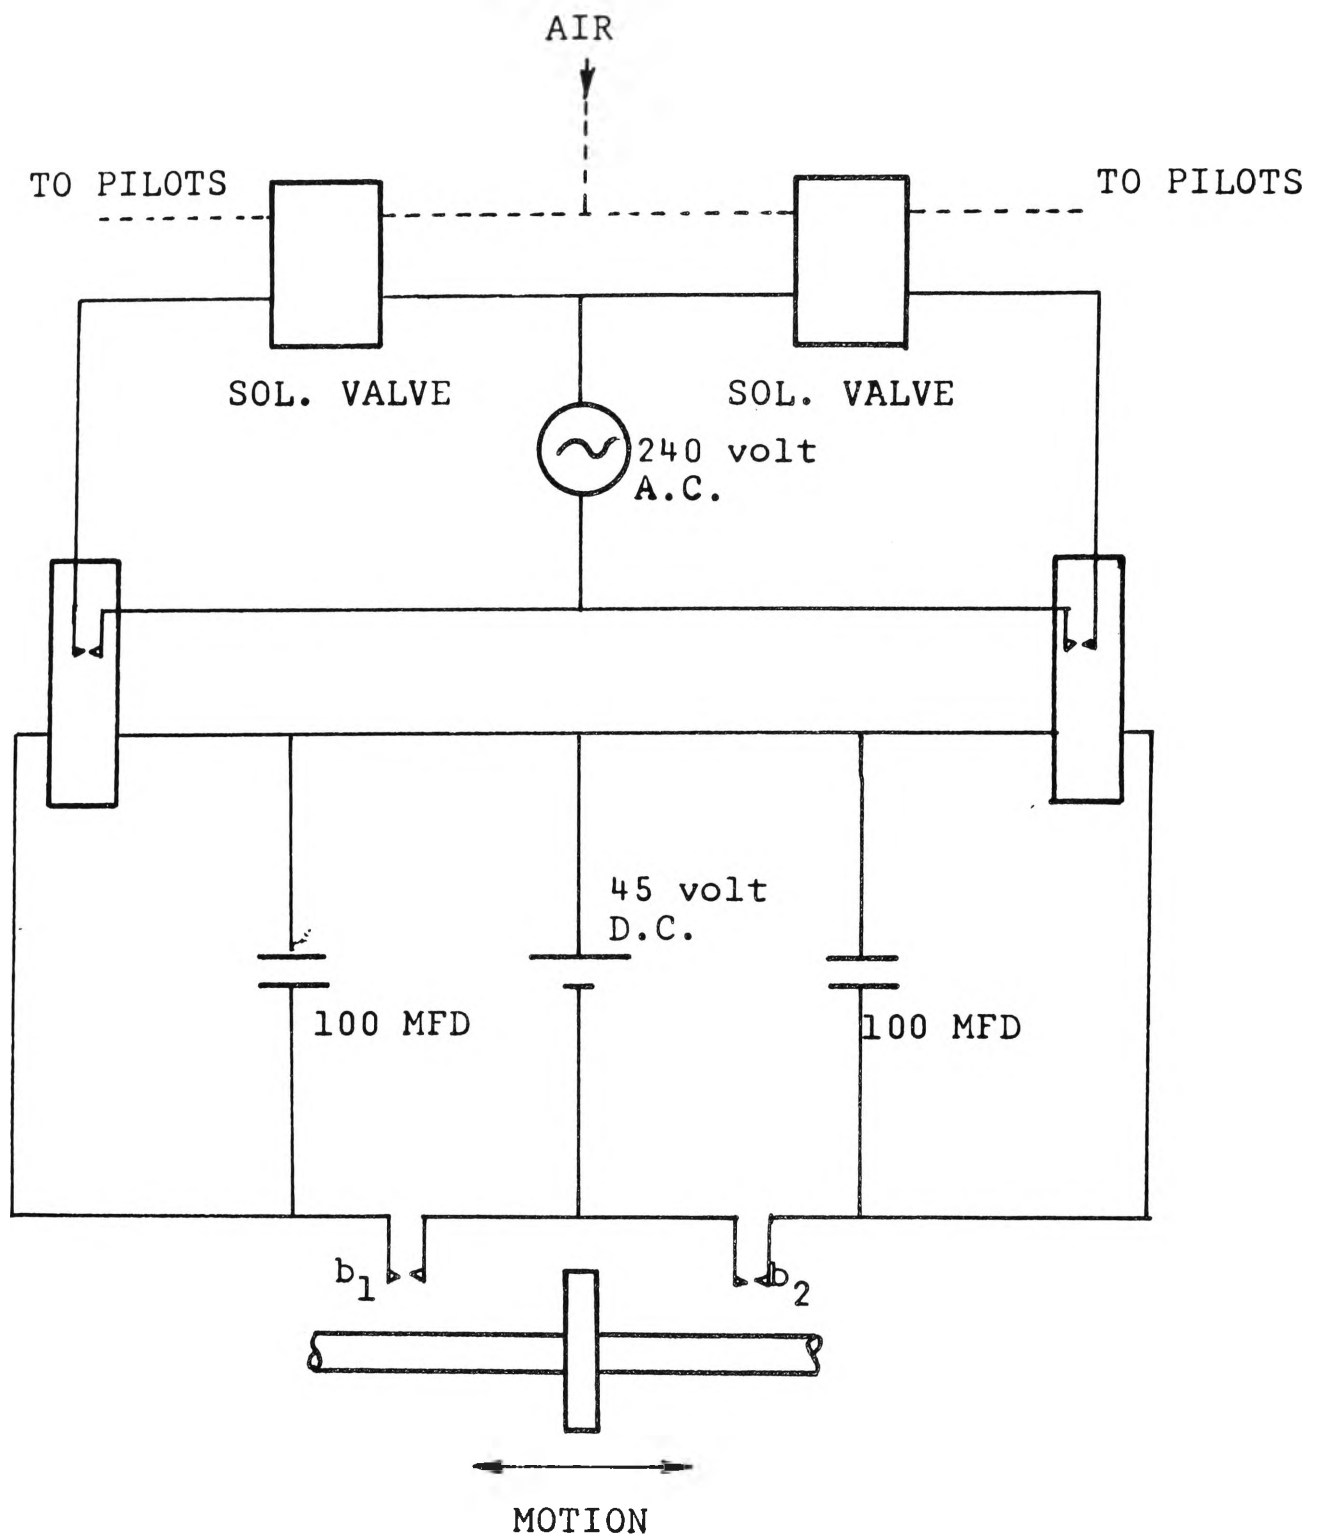 AIR
TO PILOTS
TO PILOTS
SOL. VALVE
SOL. VALVE
240 volt
A.C.
45 volt
D.C.
100 MFD
100 MFD
b1
b2
MOTION